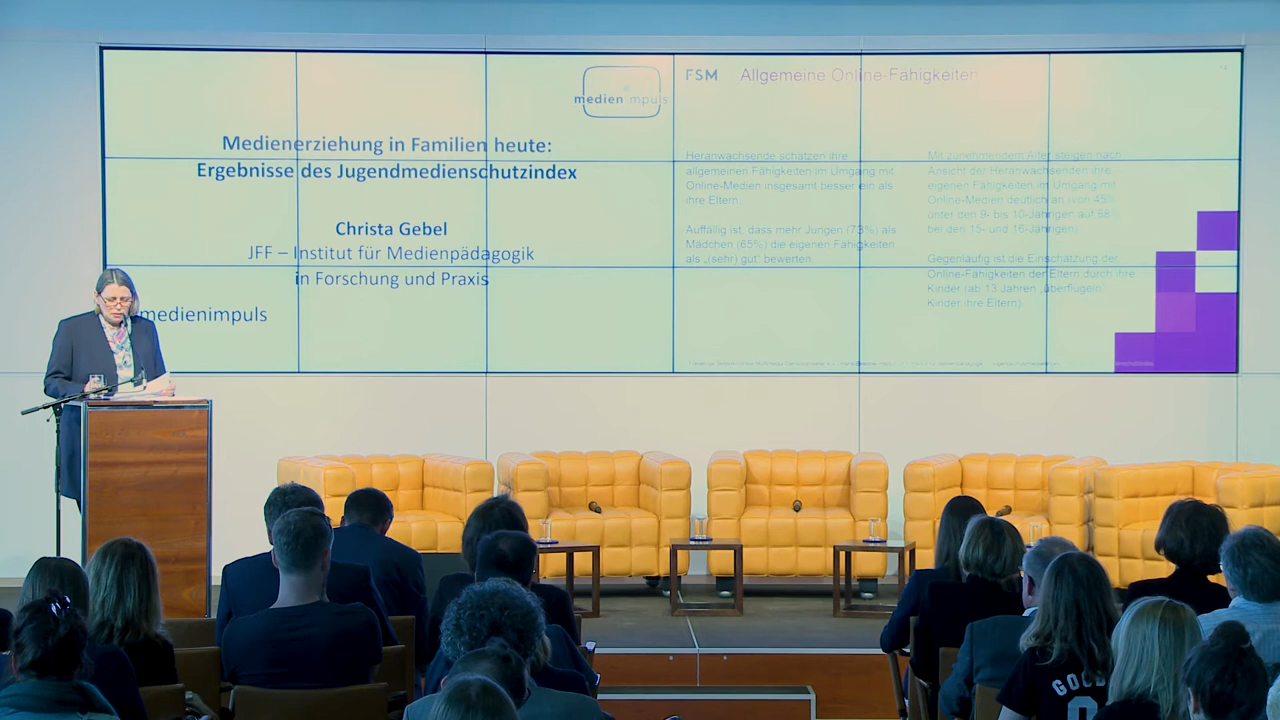 medienimpuls
Medienerziehung in Familien heute:
Ergebnisse des Jugendmedienschutzindex
Christa Gebel
JFF – Institut für Medienpädagogik
in Forschung und Praxis
medienimpuls
FSM
Allgemeine Online-Fähigkeiten
Heranwachsende schätzen ihre
allgemeinen Fähigkeiten im Umgang mit
Online-Medien insgesamt besser ein als
ihre Eltern.
Auffällig ist, dass mehr Jungen (73%) als
Mädchen (65%) die eigenen Fähigkeiten
als „(sehr) gut“ bewerten.
Mit zunehmendem Alter steigen nach
Ansicht der Heranwachsenden ihre
eigenen Fähigkeiten im Umgang mit
Online-Medien deutlich an (von 45%
unter den 9- bis 10-Jährigen auf 88%
bei den 15- und 16-Jährigen).
Gegenläufig ist die Einschätzung der
Online-Fähigkeiten der Eltern durch ihre
Kinder (ab 13 Jahren „überflügeln“
Kinder ihre Eltern).
GOOD